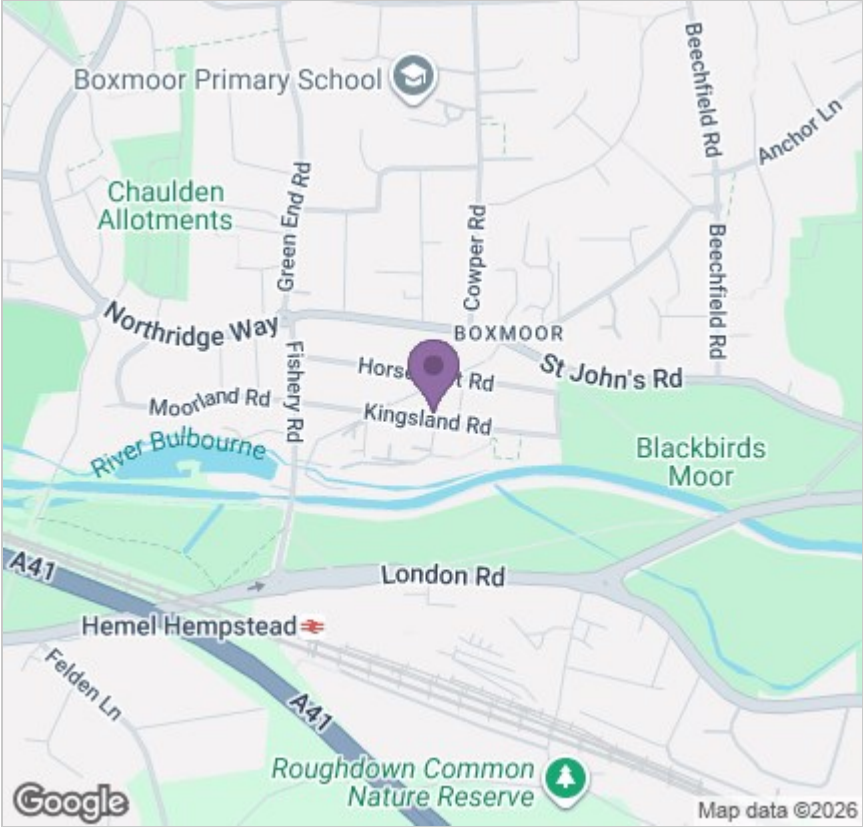 Boxmoor Primary School
Beechfield Rd
Anchor Ln
Chaulden
Allotments
Green End Rd
Cowper Rd
Beechfield Rd
Northridge Way
BOXMOOR
Fishery Rd
St John's Rd
Moorland Rd
Kingsland Rd
River Bulbourne
Blackbirds
Moor
A41
London Rd
Hemel Hempstead
Felden Ln
A41
Roughdown Common
Nature Reserve
Google
Map data ©2026